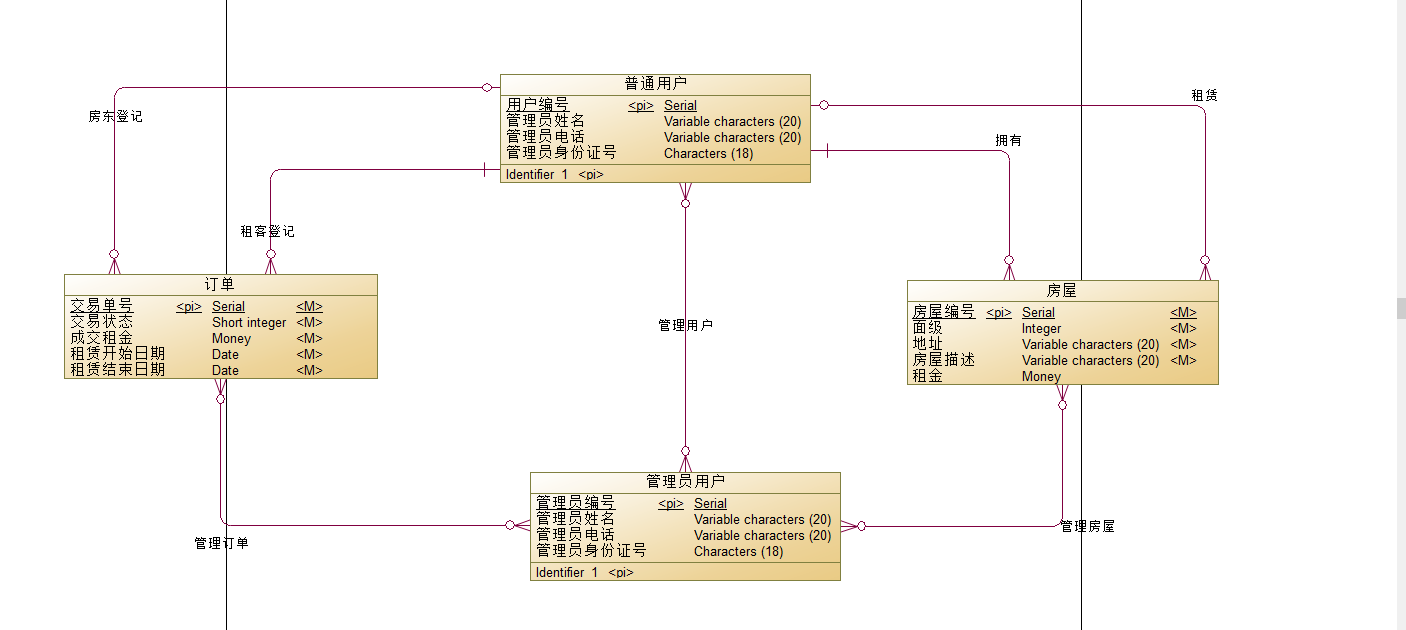 普通用户
用户编号 <pi> Serial
管理员姓名 Variable characters (20)
管理员电话 Variable characters (20)
管理员身份证号 Characters (18)
Identifier_1 <pi>
房东登记
租客登记
租赁
拥有
订单
交易单号 <pi> Serial <M>
交易状态 Short integer <M>
成交租金 Money <M>
租赁开始日期 Date <M>
租赁结束日期 Date <M>
房屋
房屋编号 <pi> Serial <M>
面级 Integer <M>
地址 Variable characters (20) <M>
房屋描述 Variable characters (20) <M>
租金 Money
管理用户
管理员用户
管理员编号 <pi> Serial
管理员姓名 Variable characters (20)
管理员电话 Variable characters (20)
管理员身份证号 Characters (18)
Identifier_1 <pi>
管理订单
管理房屋